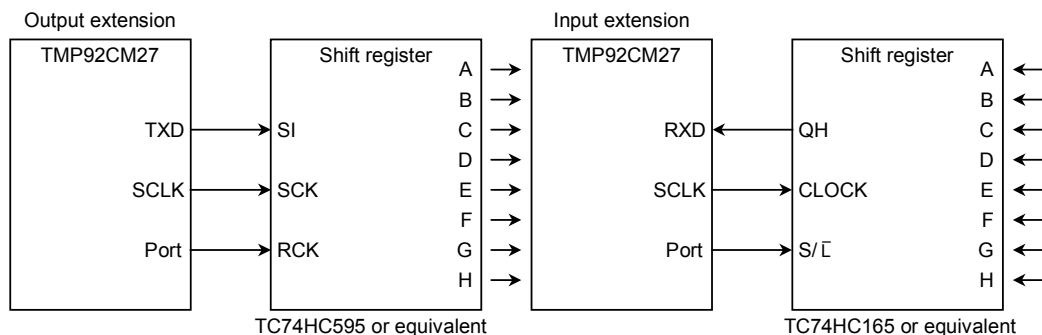 Output extension
TMP92CM27
TXD
SCLK
Port
Shift register
SI
SCK
RCK
A
B
C
D
E
F
G
H
TC74HC595 or equivalent
Input extension
TMP92CM27
RXD
SCLK
Port
Shift register
QH
CLOCK
S/L̅
A
B
C
D
E
F
G
H
TC74HC165 or equivalent